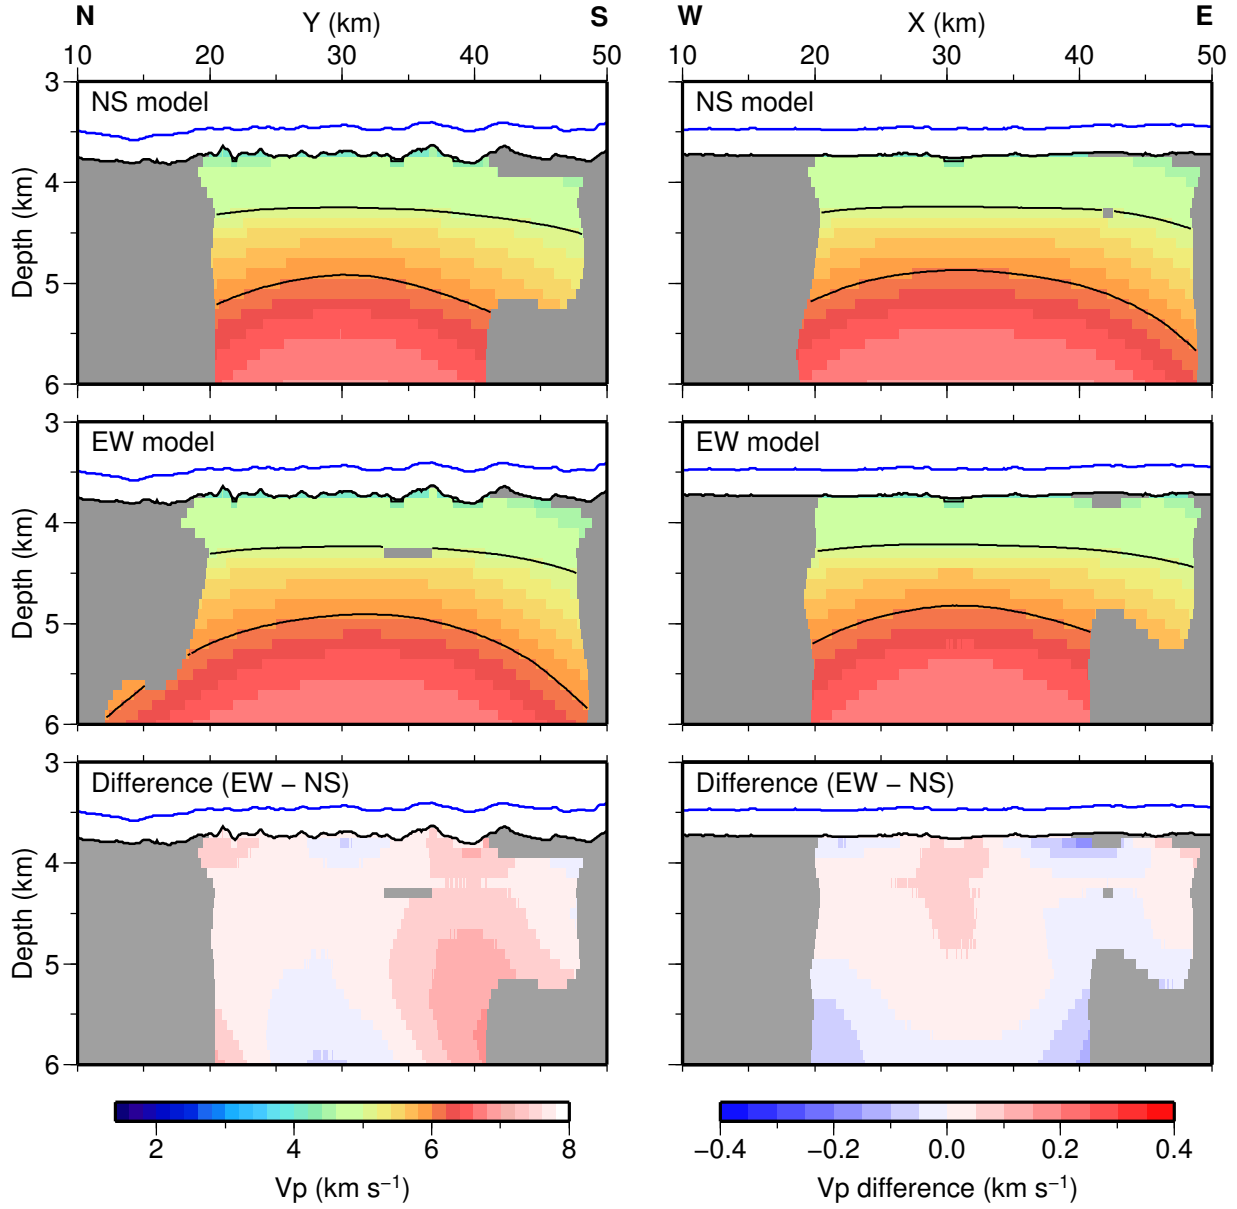 N Y (km) S W X (km) E
10 20 30 40 50 10 20 30 40 50
3 NS model NS model
4
5
6
Depth (km)
3 EW model EW model
4
5
6
Depth (km)
3 Difference (EW − NS) Difference (EW − NS)
4
5
6
Depth (km)
2 4 6 8 −0.4 −0.2 0.0 0.2 0.4
Vp (km s⁻¹) Vp difference (km s⁻¹)